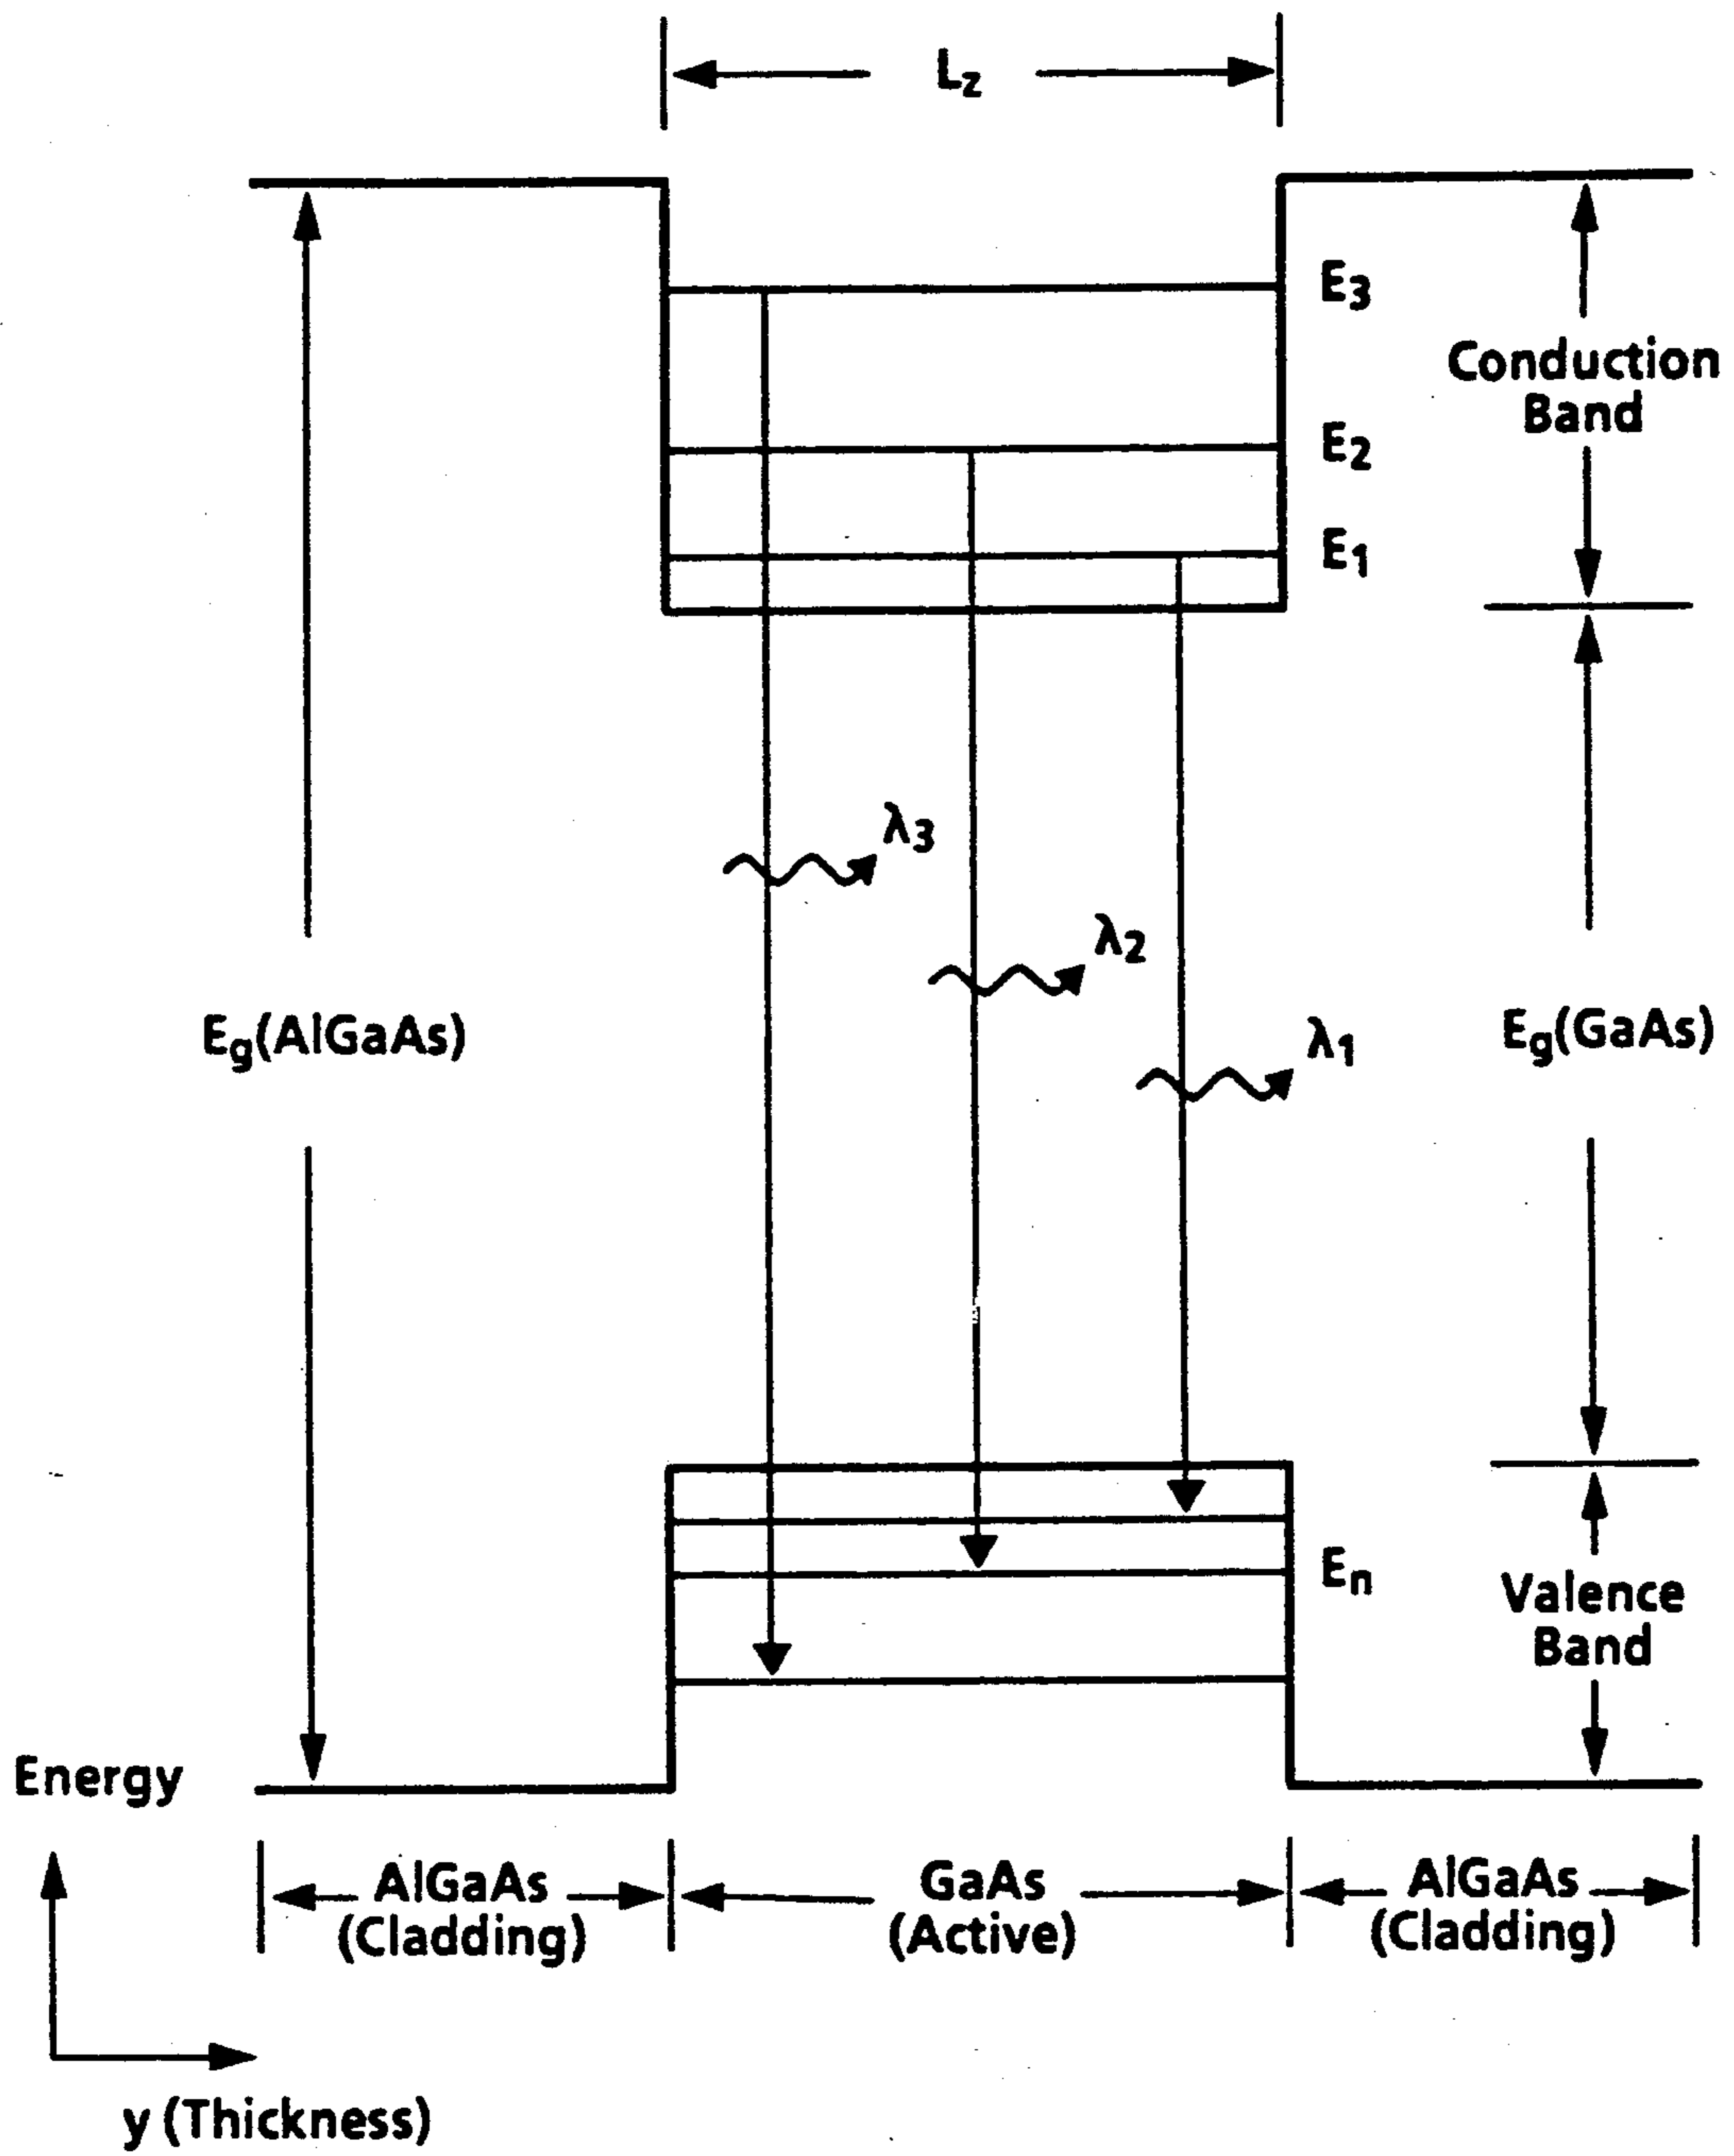 Lz
E3
Conduction
Band
E2
E1
λ3
λ2
λ1
Eg(AlGaAs)
Eg(GaAs)
En
Valence
Band
Energy
AlGaAs
(Cladding)
GaAs
(Active)
AlGaAs
(Cladding)
y (Thickness)